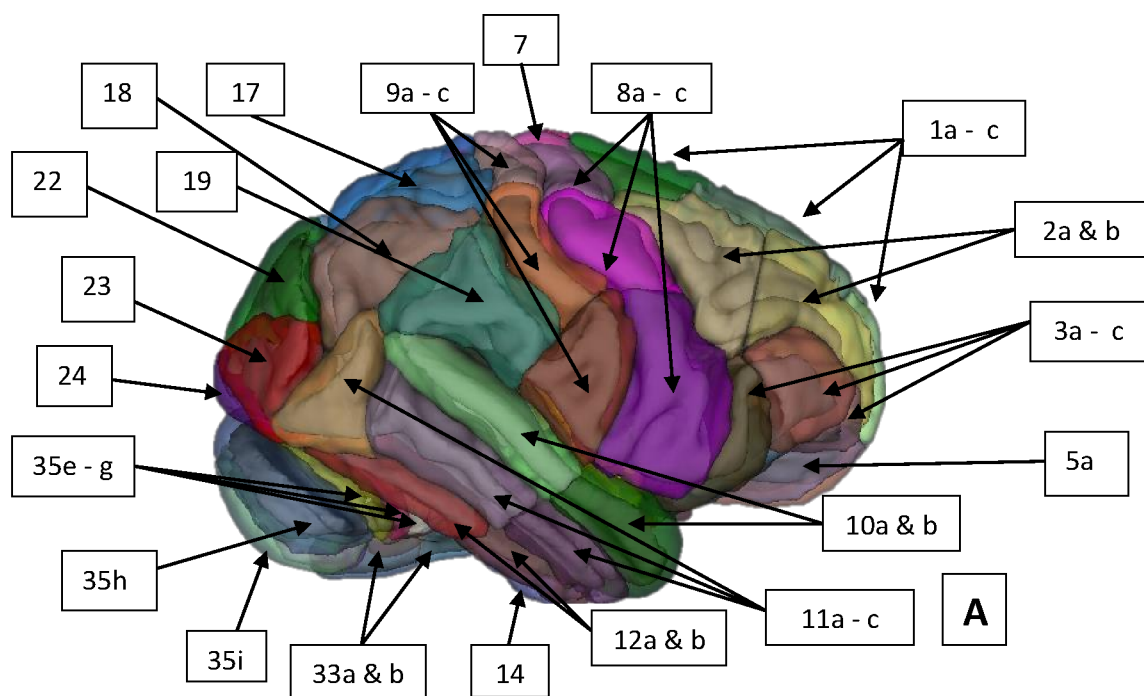 7
18
17
9a - c
8a - c
1a - c
22
19
2a & b
23
3a - c
24
35e - g
5a
10a & b
35h
11a - c
A
35i
33a & b
14
12a & b